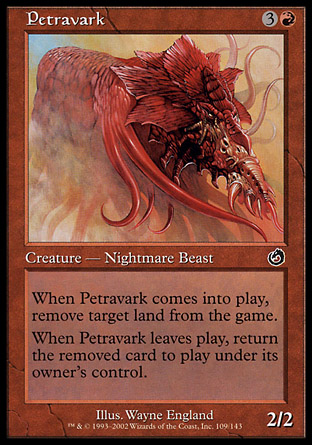 Petravark 3
Creature — Nightmare Beast
When Petravark comes into play,
remove target land from the game.
When Petravark leaves play, return
the removed card to play under its
owner's control.
Illus. Wayne England
™ & © 1993–2002 Wizards of the Coast, Inc. 109/143
2/2